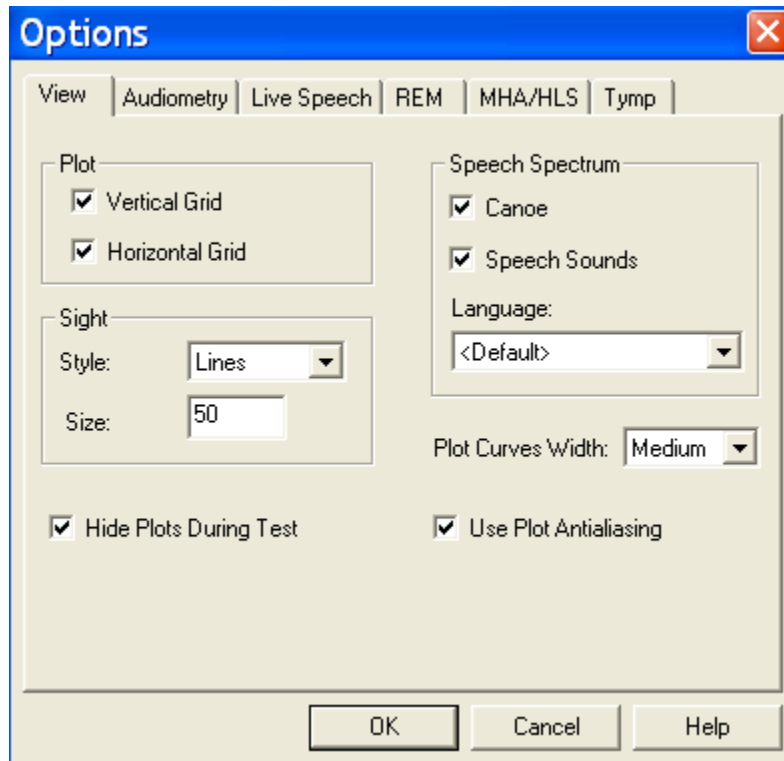 Options
View Audiometry Live Speech REM MHA/HLS Tymp
Plot
Vertical Grid
Horizontal Grid
Sight
Style: Lines
Size: 50
Hide Plots During Test
Speech Spectrum
Canoe
Speech Sounds
Language:
<Default>
Plot Curves Width: Medium
Use Plot Antialiasing
OK Cancel Help